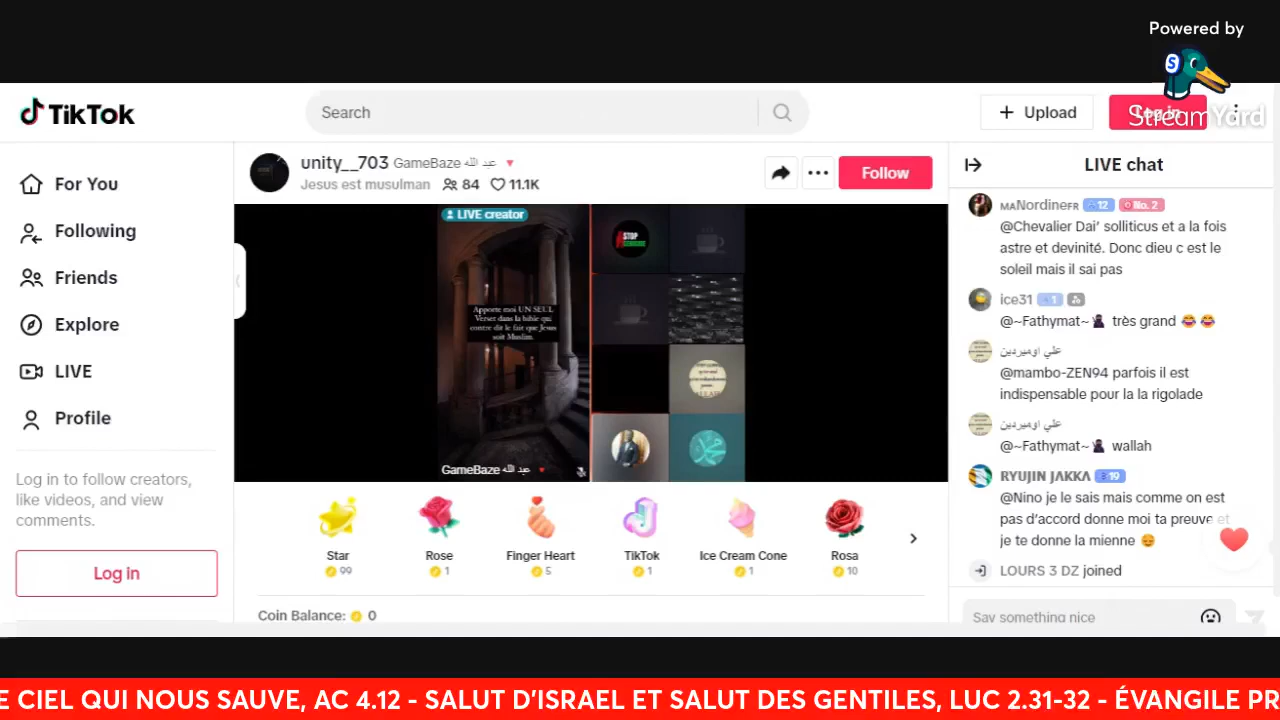 Powered by
StreamYard
TikTok
Search
Upload
Log in
For You
Following
Friends
Explore
LIVE
Profile
Log in to follow creators,
like videos, and view
comments.
Log in
unity__703 GameBaze عبد الله
Jesus est musulman 84 11.1K
Follow
LIVE creator
STOP
Apporte moi UN SEUL
Verset dans la bible qui
contre dit le fait que Jesus
soit Muslim.
GameBaze عبد الله
Star
99
Rose
1
Finger Heart
5
TikTok
1
Ice Cream Cone
1
Rosa
10
Coin Balance: 0
LIVE chat
MANordineFR 12 No. 2
@Chevalier Dai’ solliticus et a la fois
astre et devinité. Donc dieu c est le
soleil mais il sai pas
ice31 1
@~Fathymat~🥷🏿 très grand 😂 😂
علي اوميردين
@mambo-ZEN94 parfois il est
indispensable pour la la rigolade
علي اوميردين
@~Fathymat~🥷🏿 wallah
RYUJIN JAKKA 19
@Nino je le sais mais comme on est
pas d’accord donne moi ta preuve et
je te donne la mienne 😊
LOURS 3 DZ joined
Say something nice
E CIEL QUI NOUS SAUVE, AC 4.12 - SALUT D'ISRAEL ET SALUT DES GENTILES, LUC 2.31-32 - ÉVANGILE PR